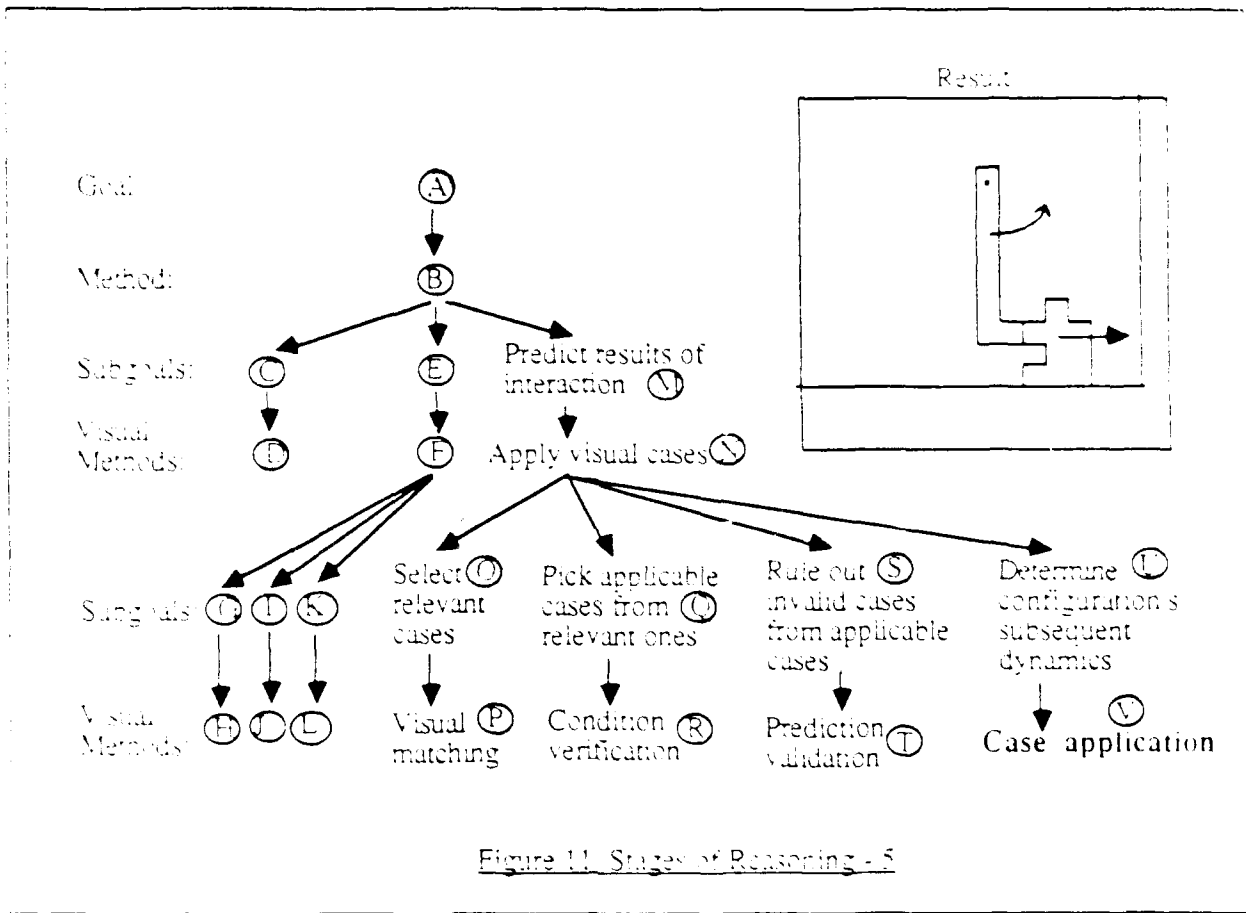 Result
Goal
A
Method:
B
Subgoals:
C
E
Predict results of
interaction M
Visual
Methods:
D
F
Apply visual cases N
Subgoals
G I K
Select O
relevant
cases
Pick applicable
cases from Q
relevant ones
Rule out S
invalid cases
from applicable
cases
Determine U
configuration's
subsequent
dynamics
Visual
Methods:
H J L
Visual P
matching
Condition
verification R
Prediction
validation T
V
Case application
Figure 11. Stages of Reasoning - 5